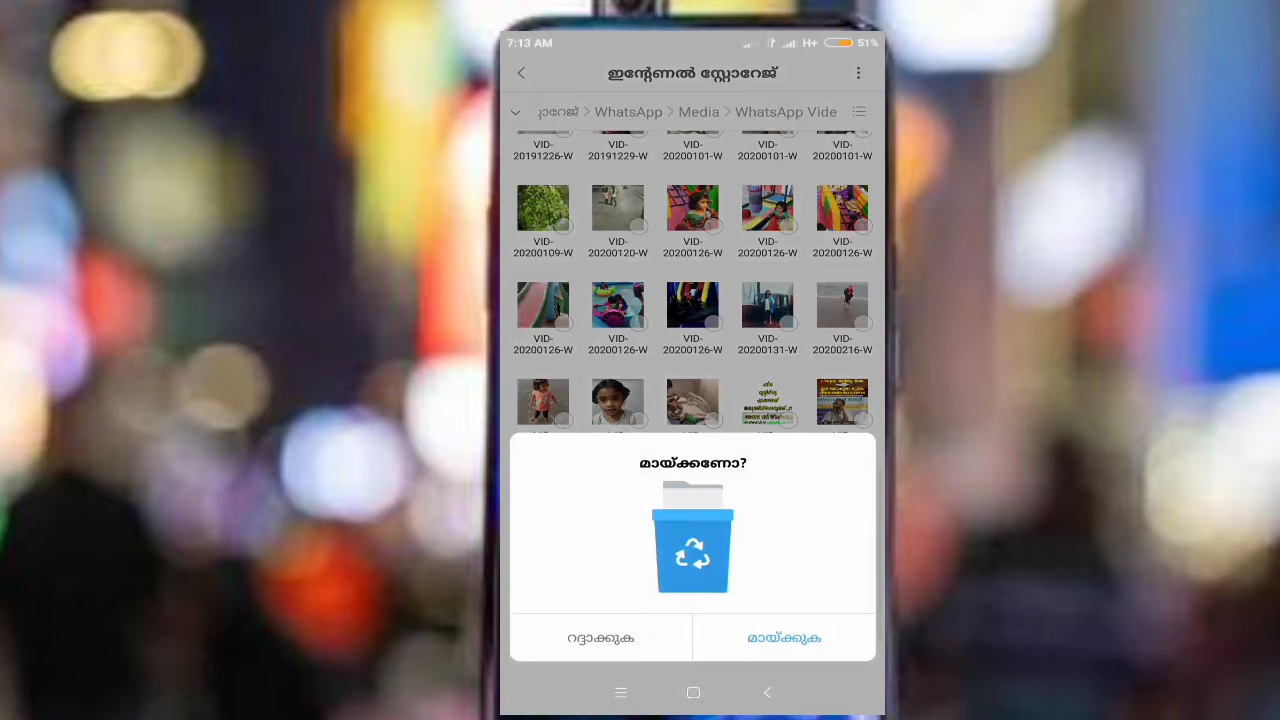 7:13 AM H+ 51%
ഇന്റേണൽ സ്റ്റോറേജ്
WhatsApp > Media > WhatsApp Vide
VID- VID- VID- VID- VID-
20191226-W 20191229-W 20200101-W 20200101-W 20200101-W
VID- VID- VID- VID- VID-
20200109-W 20200120-W 20200126-W 20200126-W 20200126-W
VID- VID- VID- VID- VID-
20200126-W 20200126-W 20200126-W 20200131-W 20200216-W
മായ്ക്കണോ?
റദ്ദാക്കുക മായ്ക്കുക